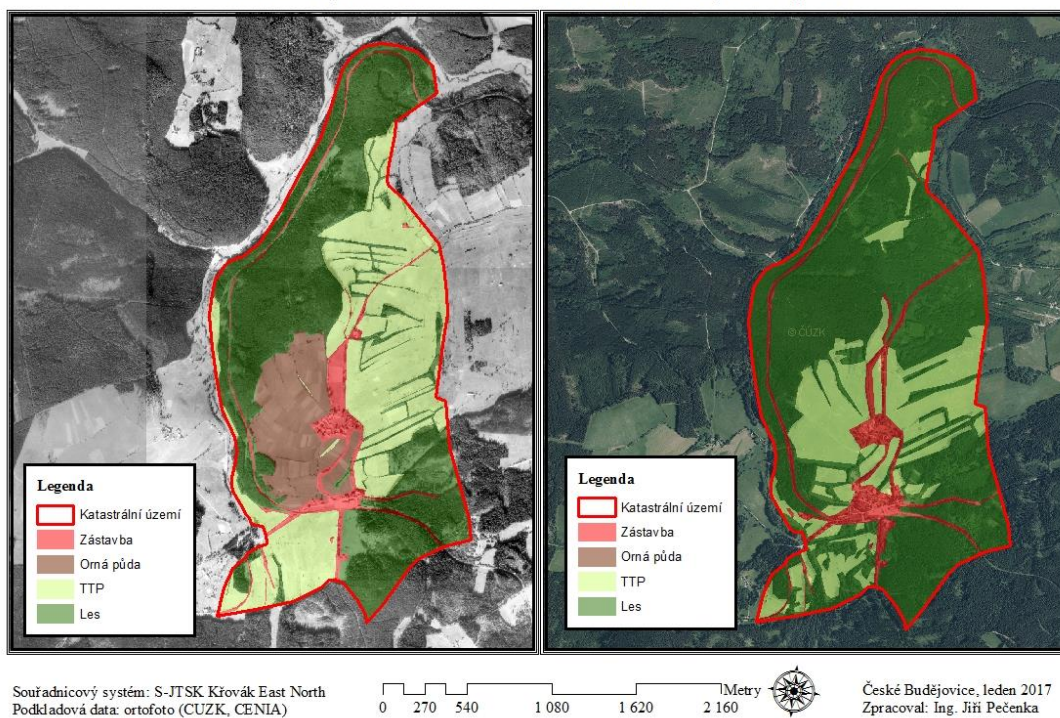 Legenda
Katastrální území
Zástavba
Orná půda
TTP
Les
© ČÚZK
Legenda
Katastrální území
Zástavba
Orná půda
TTP
Les
Souřadnicový systém: S-JTSK Křovák East North
Podkladová data: ortofoto (CUZK, CENIA)
Metry
0 270 540 1 080 1 620 2 160
České Budějovice, leden 2017
Zpracoval: Ing. Jiří Pečenka